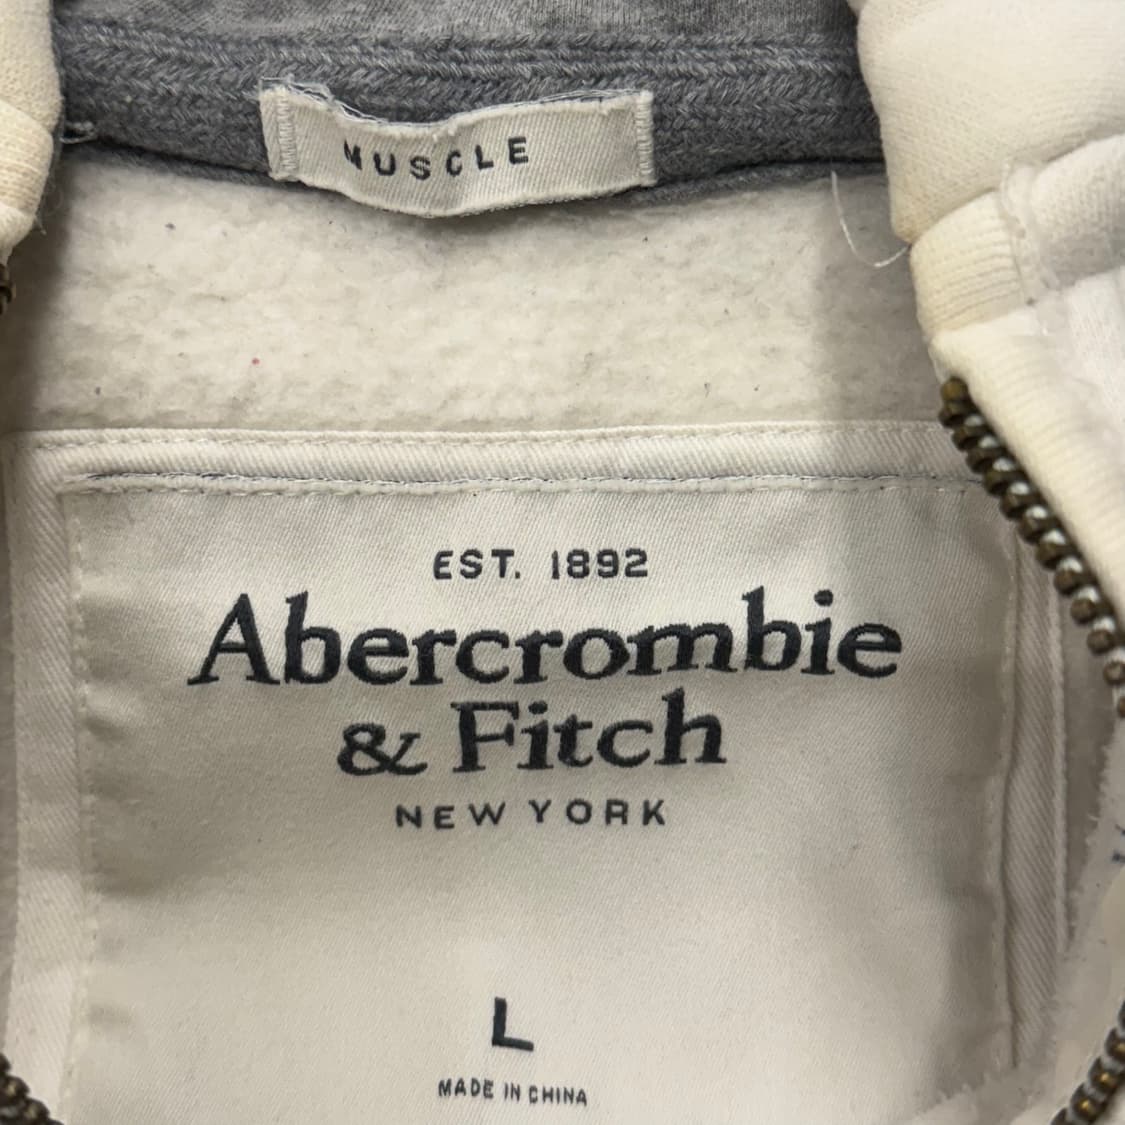 MUSCLE
EST. 1892
Abercrombie
& Fitch
NEW YORK
L
MADE IN CHINA